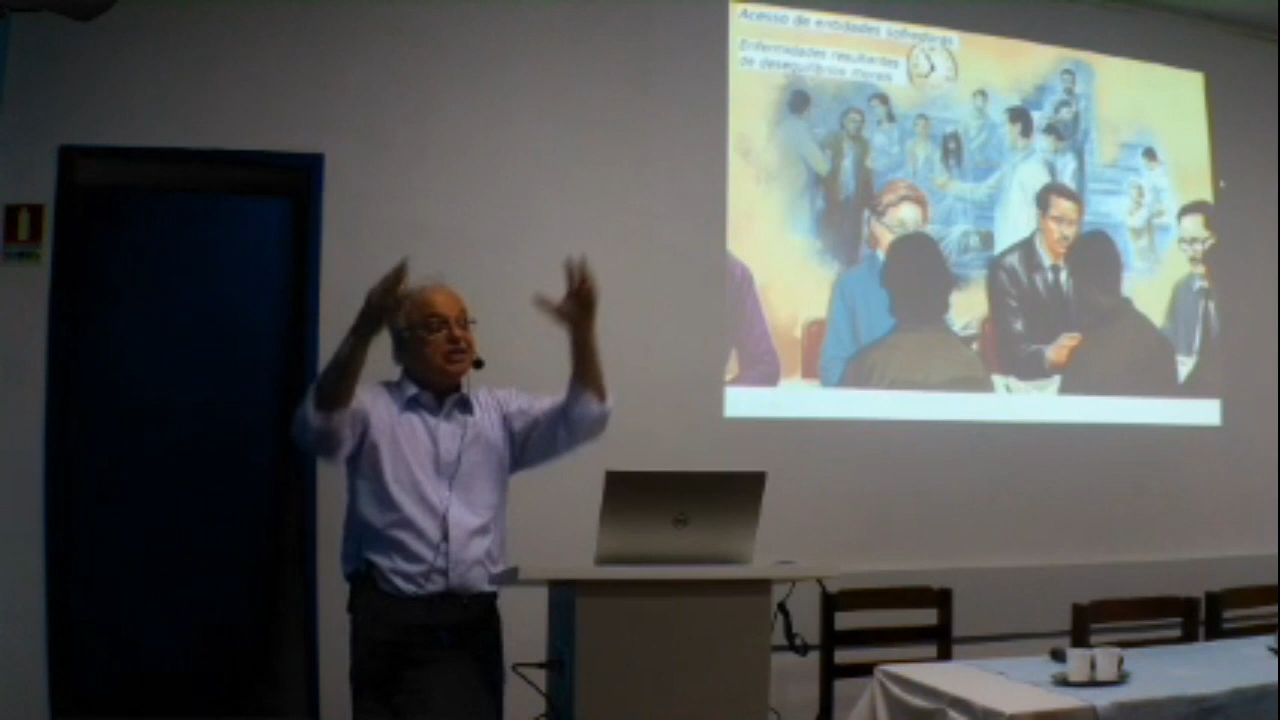 Acesso de entidades sofredoras
Enfermidades resultantes
de desequilíbrios morais